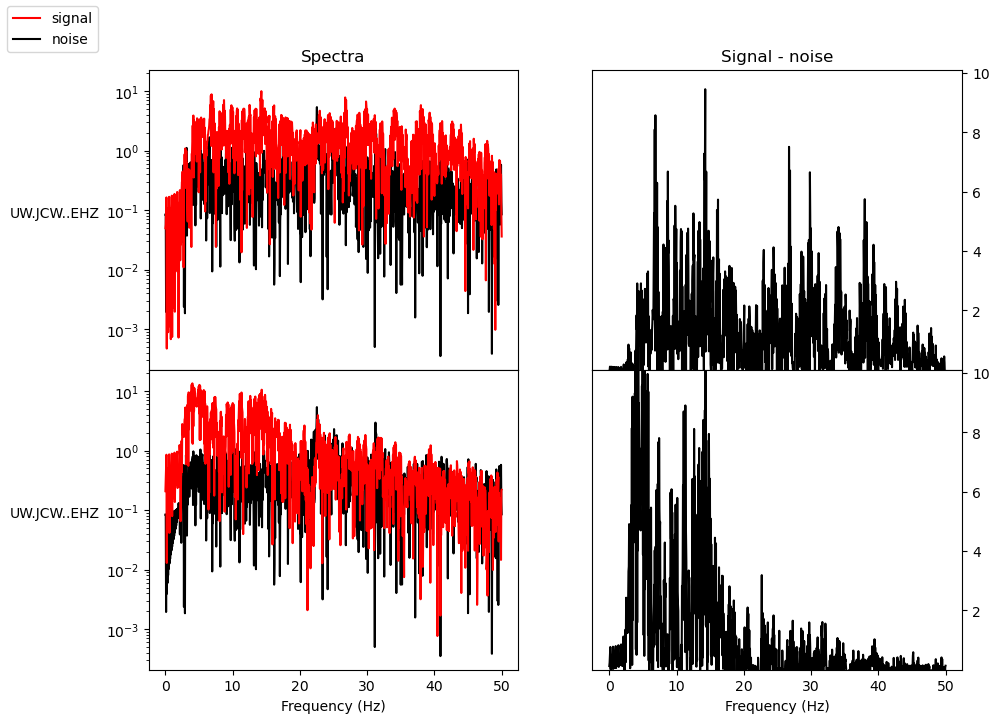 signal
noise
Spectra
Signal - noise
10¹
10⁰
10⁻¹
10⁻²
10⁻³
UW.JCW..EHZ
10
8
6
4
2
10¹
10⁰
10⁻¹
10⁻²
10⁻³
UW.JCW..EHZ
10
8
6
4
2
0 10 20 30 40 50
Frequency (Hz)
0 10 20 30 40 50
Frequency (Hz)